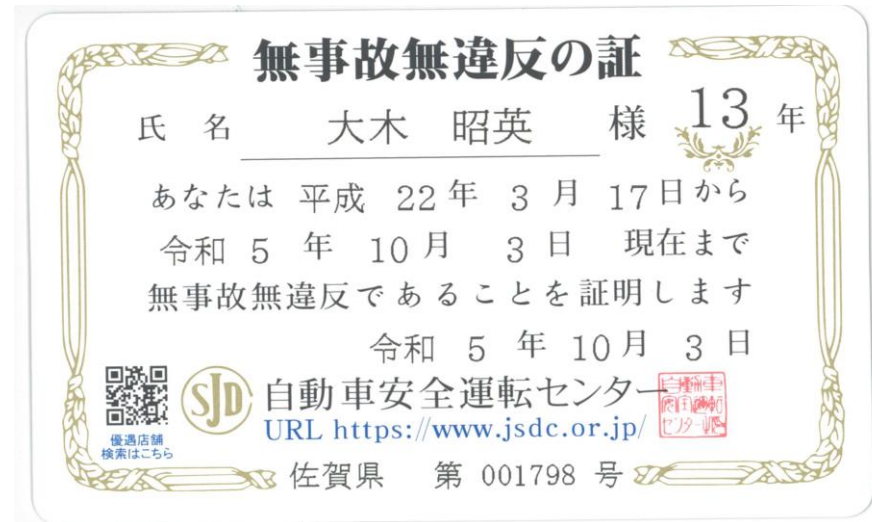 無事故無違反の証
氏 名 大木 昭英 様 13 年
あなたは 平成 22 年 3 月 17 日から
令和 5 年 10 月 3 日 現在まで
無事故無違反であることを証明します
令和 5 年 10 月 3 日
SJD 自動車安全運転センター
URL https://www.jsdc.or.jp/
優遇店舗
検索はこちら
佐賀県 第 001798 号